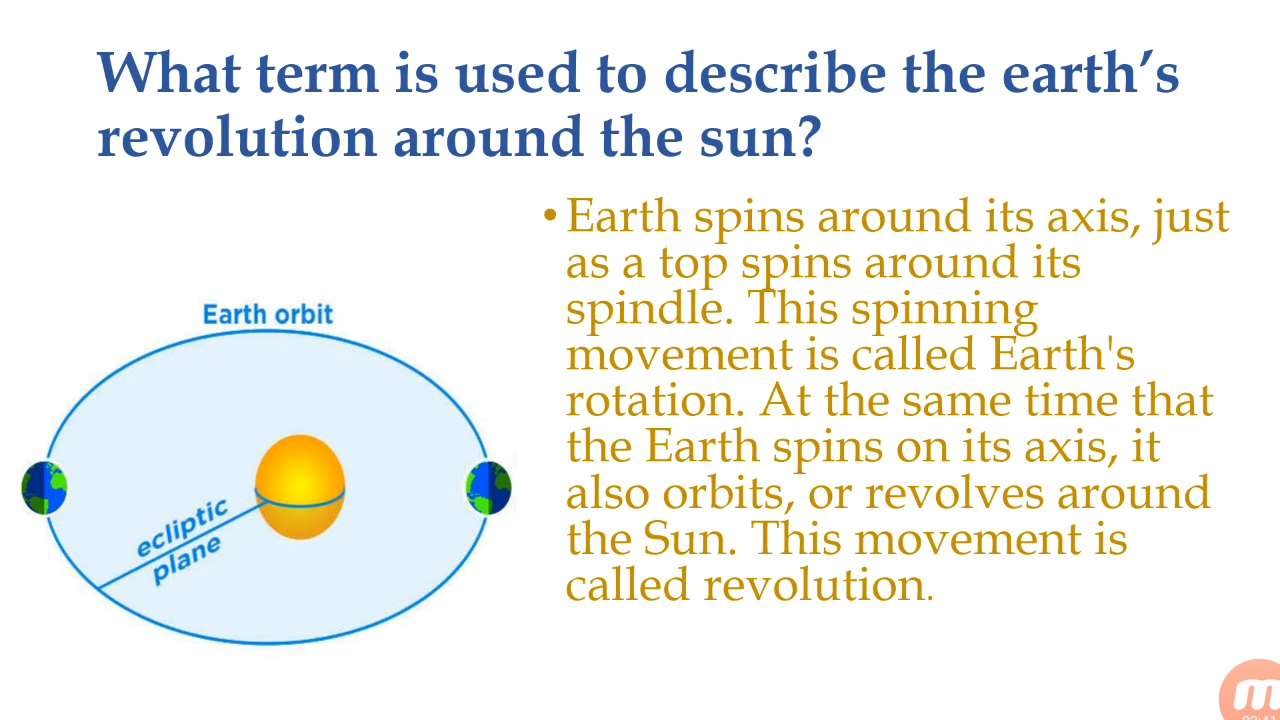 What term is used to describe the earth’s
revolution around the sun?
• Earth spins around its axis, just
as a top spins around its
spindle. This spinning
movement is called Earth's
rotation. At the same time that
the Earth spins on its axis, it
also orbits, or revolves around
the Sun. This movement is
called revolution.
Earth orbit
ecliptic
plane
m